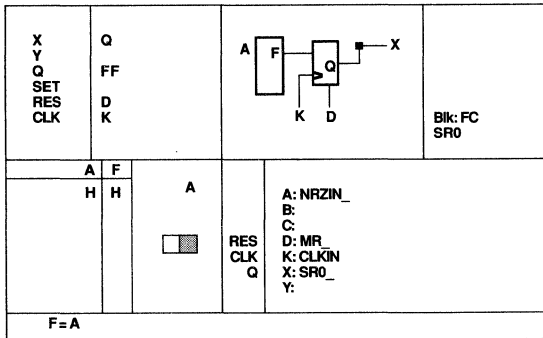 X Q
Y
Q FF
SET
RES D
CLK K
A F Q X
K D
Blk: FC
SR0
A F
H H
A
RES
CLK
Q
A: NRZIN_
B:
C:
D: MR_
K: CLKIN
X: SR0_
Y:
F = A